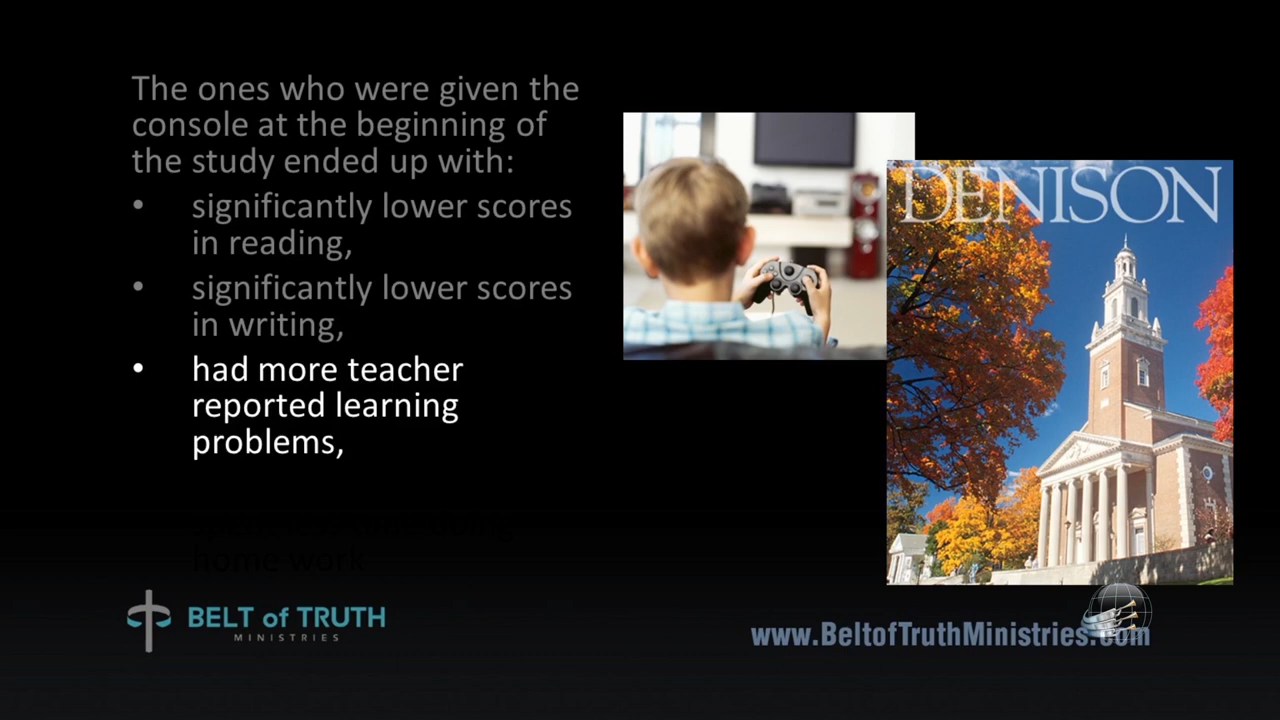 The ones who were given the
console at the beginning of
the study ended up with:
• significantly lower scores
in reading,
• significantly lower scores
in writing,
• had more teacher
reported learning
problems,
home work
DENISON
BELT of TRUTH
MINISTRIES
www.BeltofTruthMinistries.com